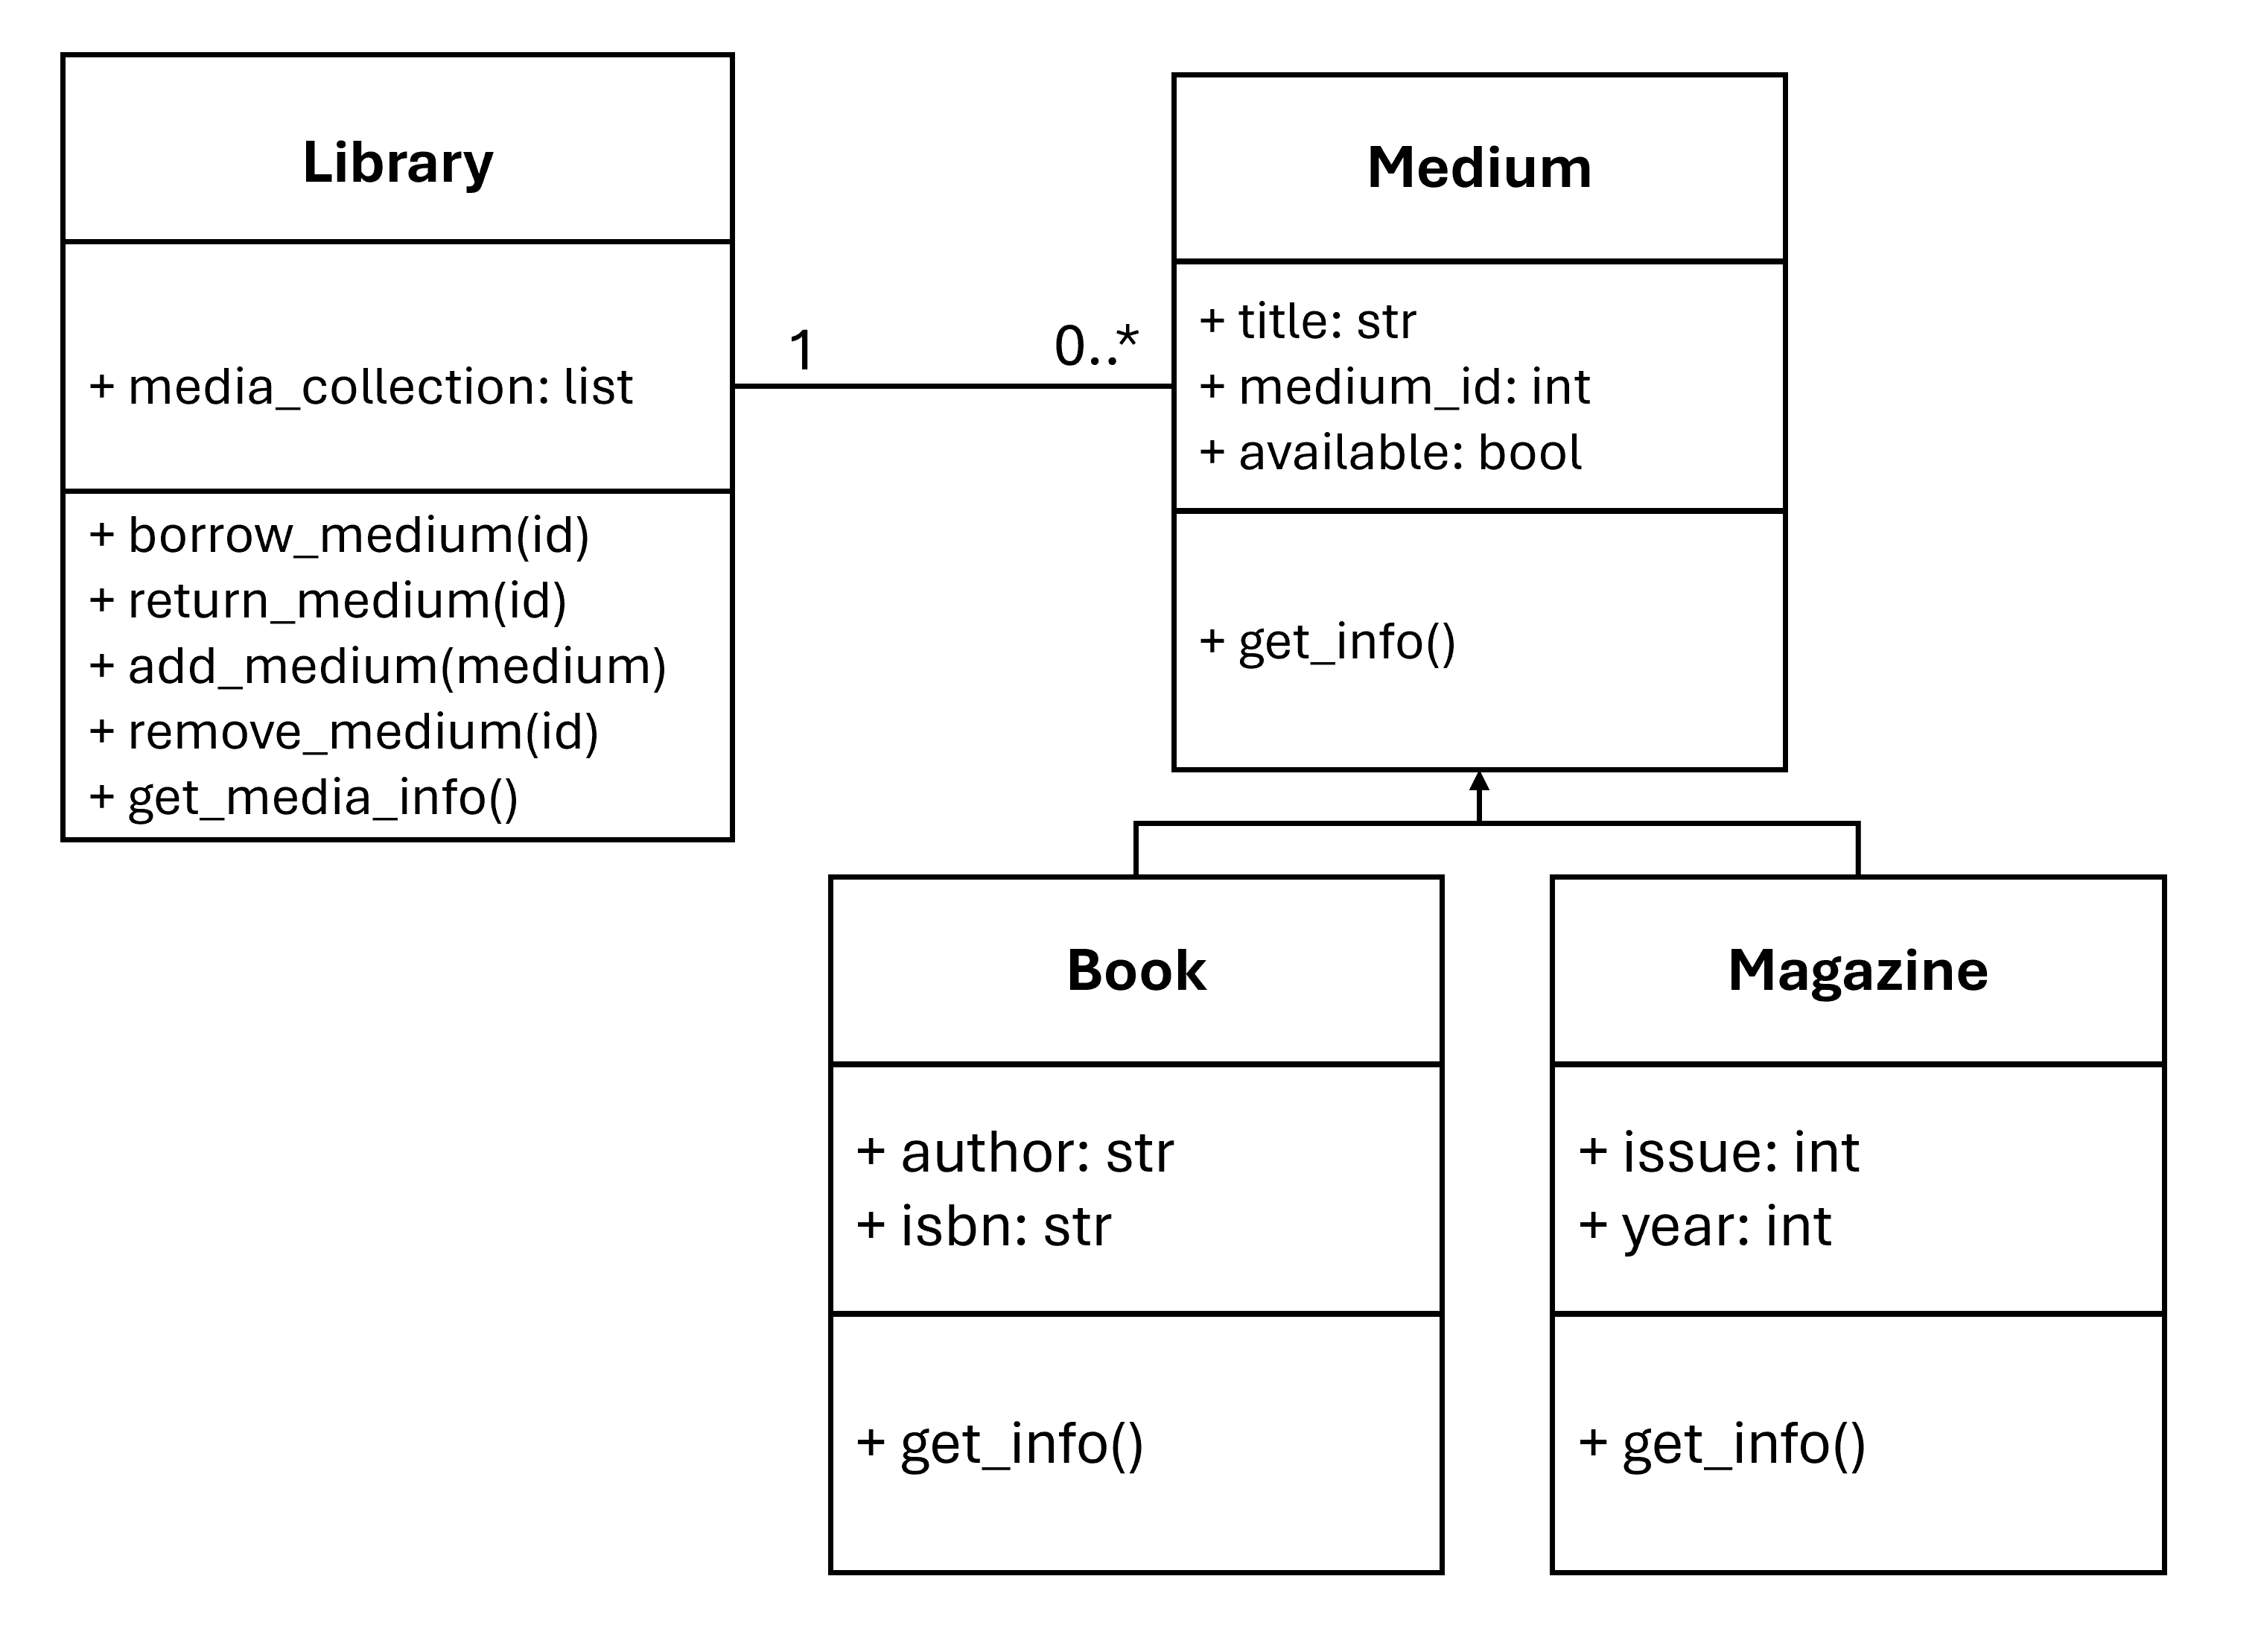 Library
+ media_collection: list
+ borrow_medium(id)
+ return_medium(id)
+ add_medium(medium)
+ remove_medium(id)
+ get_media_info()
1
0..*
Medium
+ title: str
+ medium_id: int
+ available: bool
+ get_info()
Book
+ author: str
+ isbn: str
+ get_info()
Magazine
+ issue: int
+ year: int
+ get_info()